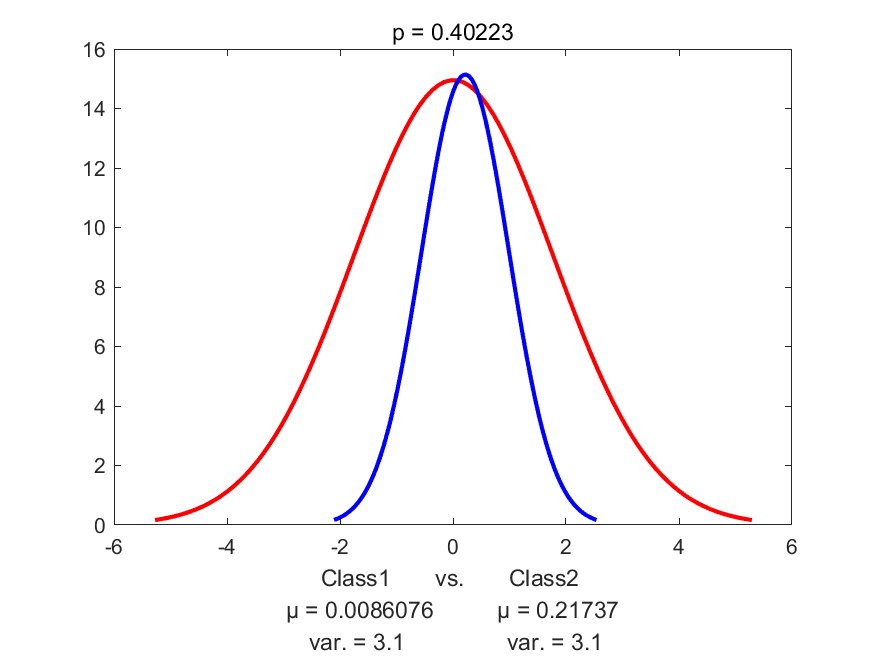 p = 0.40223
16
14
12
10
8
6
4
2
0
-6 -4 -2 0 2 4 6
Class1 vs. Class2
μ = 0.0086076 μ = 0.21737
var. = 3.1 var. = 3.1